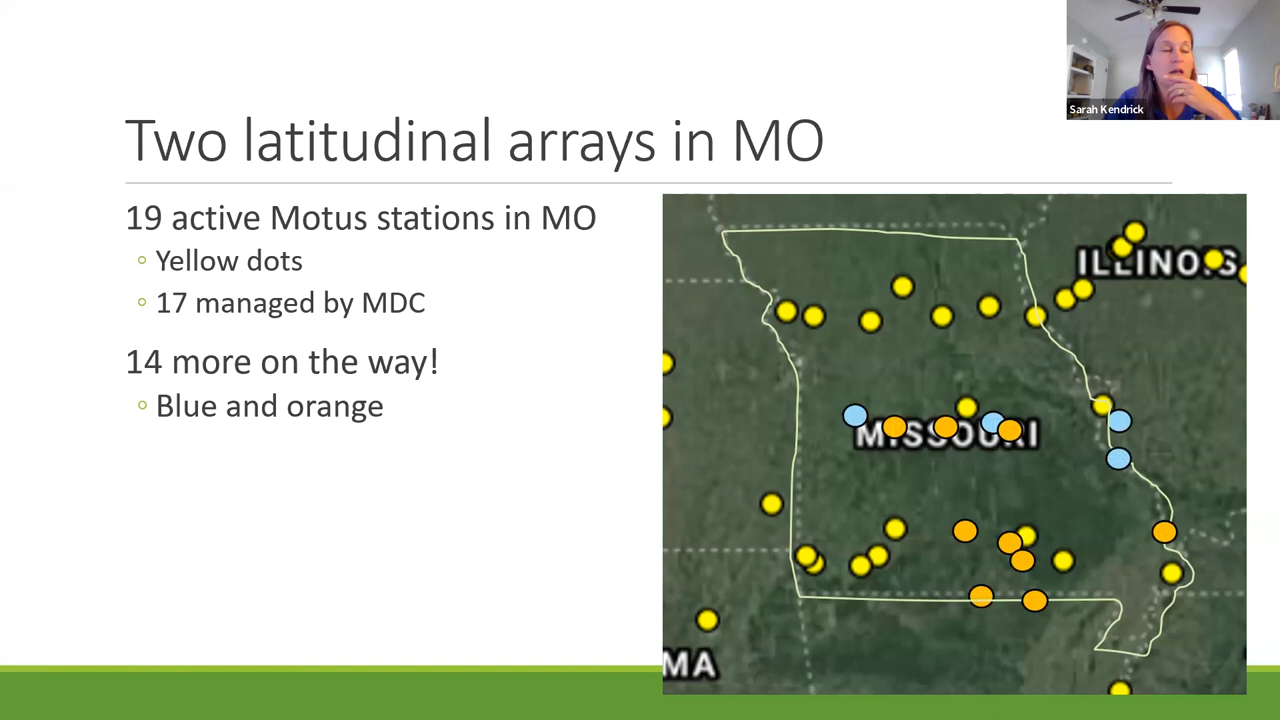 Sarah Kendrick
Two latitudinal arrays in MO
19 active Motus stations in MO
Yellow dots
17 managed by MDC
14 more on the way!
Blue and orange
ILLINOIS
MISSOURI
MA